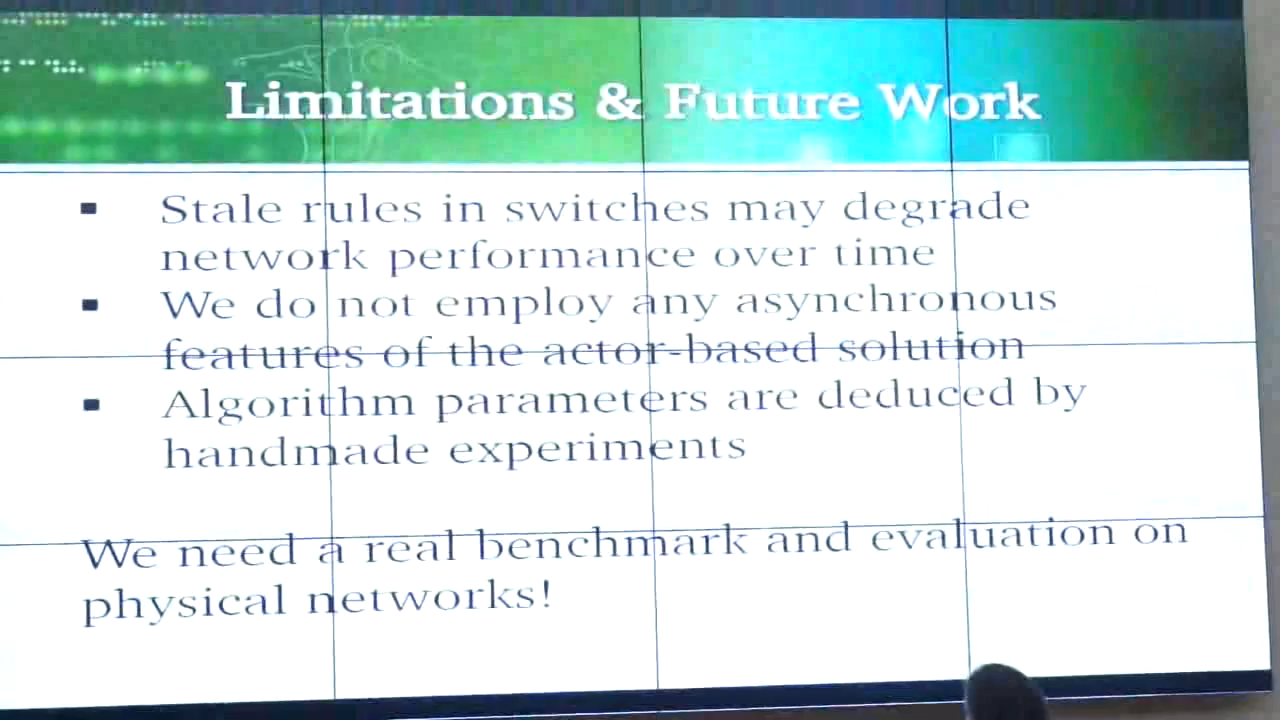 Limitations & Future Work
▪ Stale rules in switches may degrade
network performance over time
▪ We do not employ any asynchronous
features of the actor-based solution
▪ Algorithm parameters are deduced by
handmade experiments
We need a real benchmark and evaluation on
physical networks!